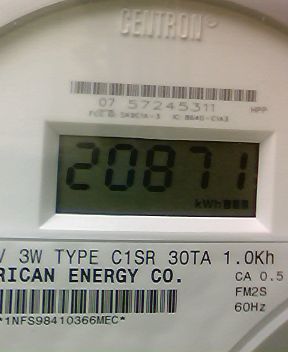 CENTRON®
07 57245311
HPP
20871
kWh
V 3W TYPE C1SR 30TA 1.0Kh
RICAN ENERGY CO.
CA 0.5
FM2S
60Hz
*1NFS98410366MEC*